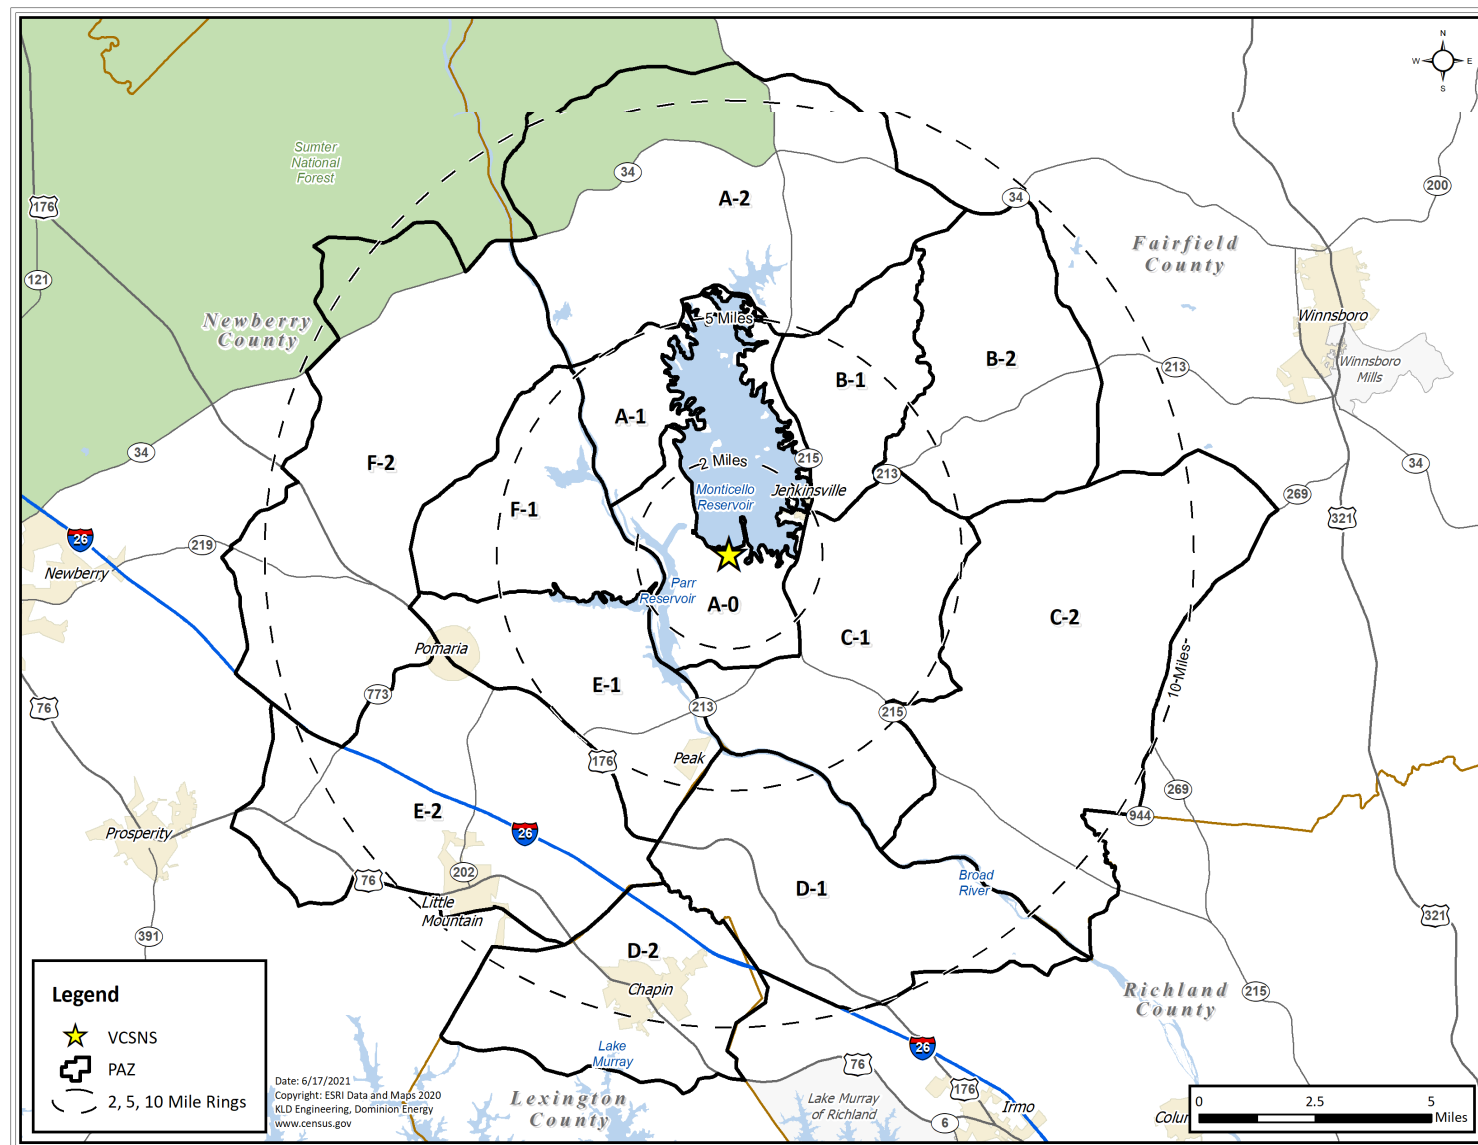 N
W E
S
Sumter
National
Forest
34
A-2
176
200
34
Fairfield
County
121
Newberry
County
5 Miles
Winnsboro
B-2
B-1
Winnsboro
Mills
213
A-1
34
F-2
2 Miles
215
213
34
Monticello
Reservoir
Jenkinsville
269
F-1
321
26
219
Newberry
Parr
Reservoir
A-0
C-2
C-1
Pomaria
10 Miles
E-1
773
76
213
215
Peak
176
269
E-2
944
26
Prosperity
202
76
Broad
River
D-1
Little
Mountain
321
391
D-2
Chapin
Richland
County
215
Legend
VCSNS
PAZ
2, 5, 10 Mile Rings
Lake
Murray
26
76
Date: 6/17/2021
Copyright: ESRI Data and Maps 2020
KLD Engineering, Dominion Energy
www.census.gov
Lexington
County
Lake Murray
of Richland
176
Irmo
6
Colum
0 2.5 5
Miles